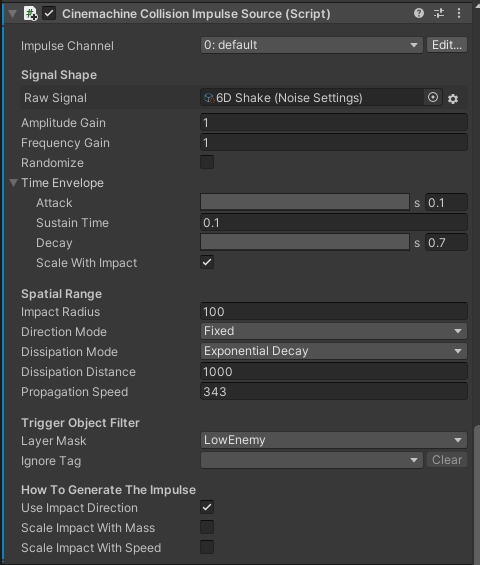 Cinemachine Collision Impulse Source (Script)
Impulse Channel 0: default Edit...
Signal Shape
Raw Signal 6D Shake (Noise Settings)
Amplitude Gain 1
Frequency Gain 1
Randomize
Time Envelope
Attack s 0.1
Sustain Time 0.1
Decay s 0.7
Scale With Impact
Spatial Range
Impact Radius 100
Direction Mode Fixed
Dissipation Mode Exponential Decay
Dissipation Distance 1000
Propagation Speed 343
Trigger Object Filter
Layer Mask LowEnemy
Ignore Tag Clear
How To Generate The Impulse
Use Impact Direction
Scale Impact With Mass
Scale Impact With Speed